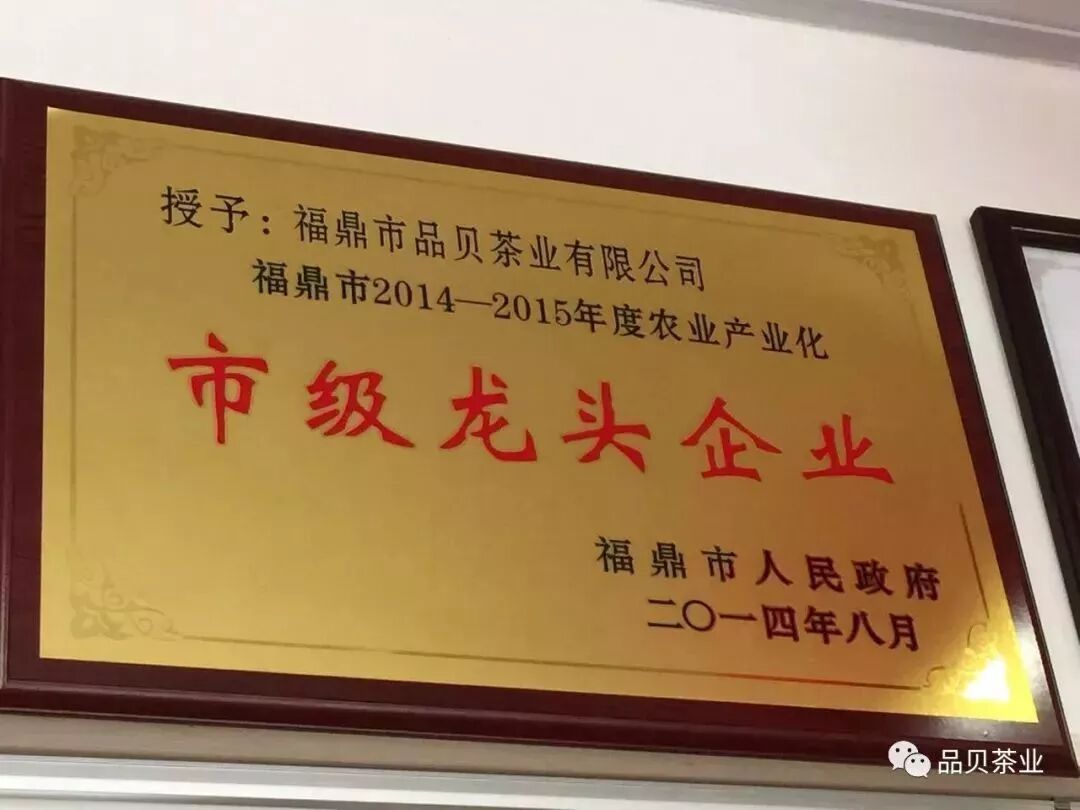 授予：福鼎市品贝茶业有限公司
福鼎市2014—2015年度农业产业化
市级龙头企业
福鼎市人民政府
二〇一四年八月
品贝茶业